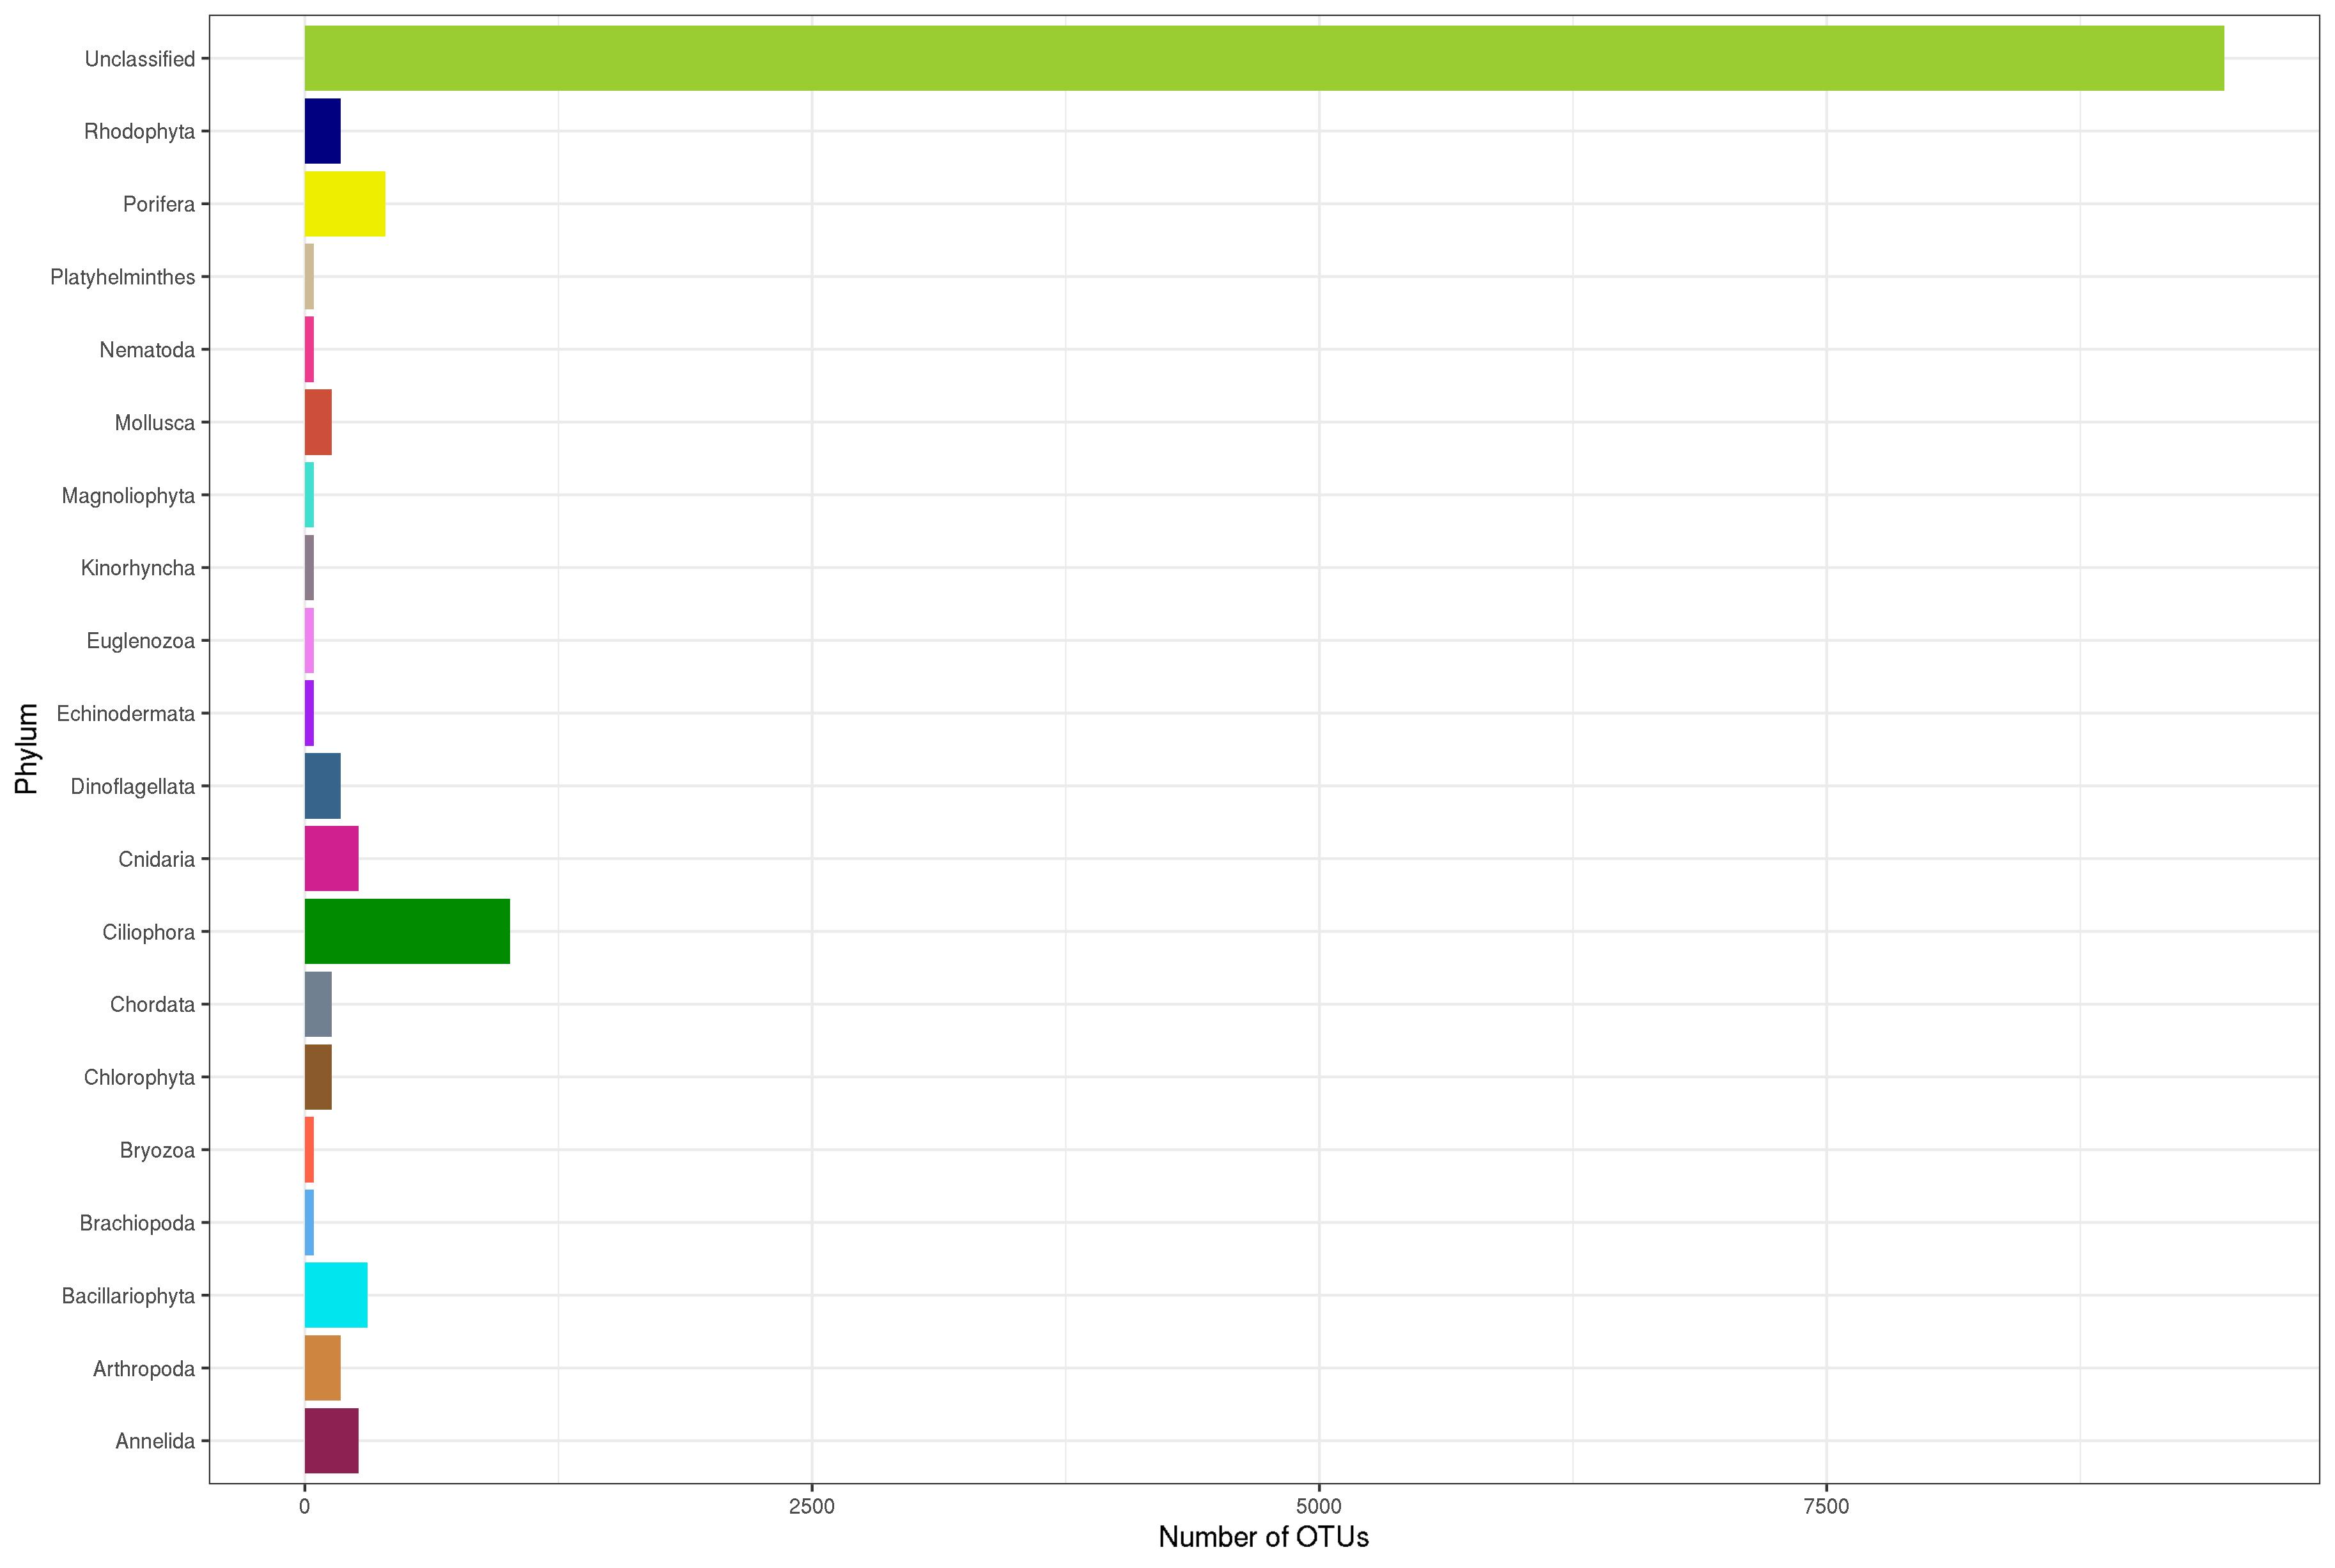 Unclassified
Rhodophyta
Porifera
Platyhelminthes
Nematoda
Mollusca
Magnoliophyta
Kinorhyncha
Euglenozoa
Echinodermata
Dinoflagellata
Cnidaria
Ciliophora
Chordata
Chlorophyta
Bryozoa
Brachiopoda
Bacillariophyta
Arthropoda
Annelida
Phylum
0 2500 5000 7500
Number of OTUs